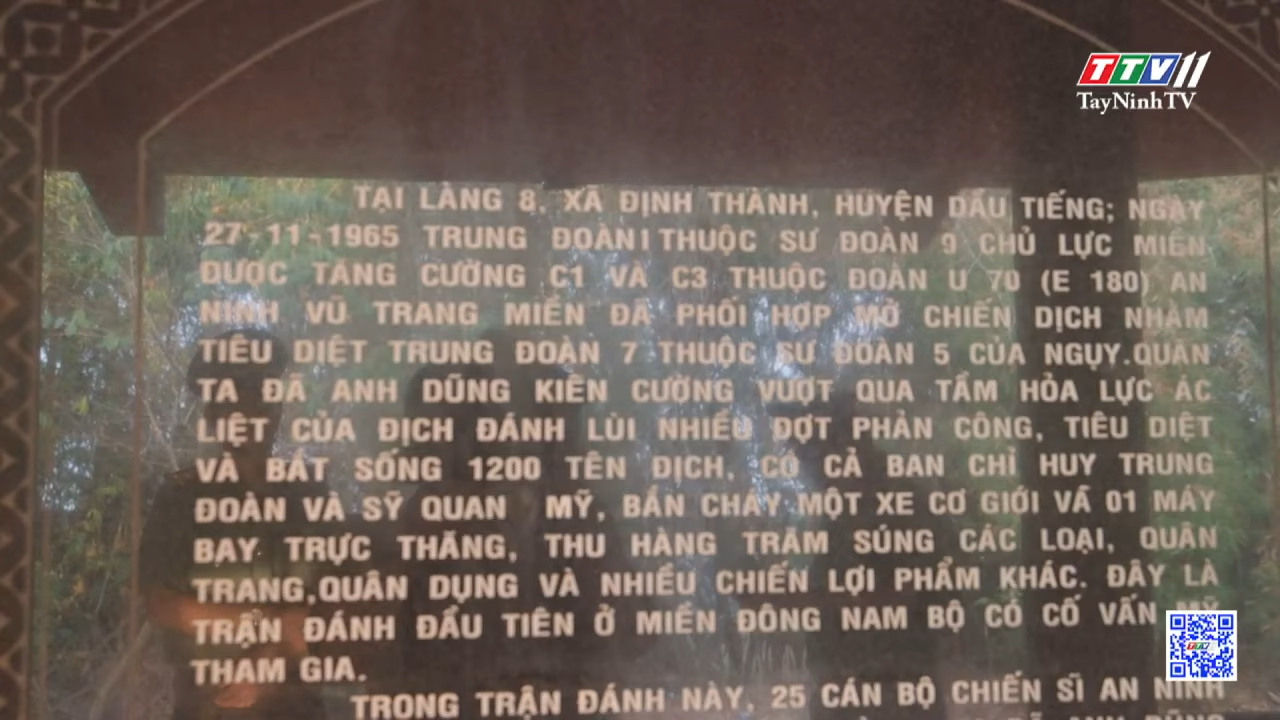 TTV11
TayNinhTV
TẠI LÀNG 8, XÃ ĐỊNH THÀNH, HUYỆN DẦU TIẾNG; NGÀY
27-11-1965 TRUNG ĐOÀN 1 THUỘC SƯ ĐOÀN 9 CHỦ LỰC MIỀN
ĐƯỢC TĂNG CƯỜNG C1 VÀ C3 THUỘC ĐOÀN U 70 (E 180) AN
NINH VŨ TRANG MIỀN ĐÃ PHỐI HỢP MỞ CHIẾN DỊCH NHẰM
TIÊU DIỆT TRUNG ĐOÀN 7 THUỘC SƯ ĐOÀN 5 CỦA NGỤY.QUÂN
TA ĐÃ ANH DŨNG KIÊN CƯỜNG VƯỢT QUA TẦM HỎA LỰC ÁC
LIỆT CỦA ĐỊCH ĐÁNH LÙI NHIỀU ĐỢT PHẢN CÔNG, TIÊU DIỆT
VÀ BẮT SỐNG 1200 TÊN ĐỊCH, CÓ CẢ BAN CHỈ HUY TRUNG
ĐOÀN VÀ SỸ QUAN MỸ, BẮN CHÁY MỘT XE CƠ GIỚI VÃ 01 MÁY
BAY TRỰC THĂNG, THU HÀNG TRĂM SÚNG CÁC LOẠI, QUÂN
TRANG,QUÂN DỤNG VÀ NHIỀU CHIẾN LỢI PHẨM KHÁC. ĐÂY LÀ
TRẬN ĐÁNH ĐẦU TIÊN Ở MIỀN ĐÔNG NAM BỘ CÓ CỐ VẤN MỸ
THAM GIA.
TRONG TRẬN ĐÁNH NÀY, 25 CÁN BỘ CHIẾN SĨ AN NINH